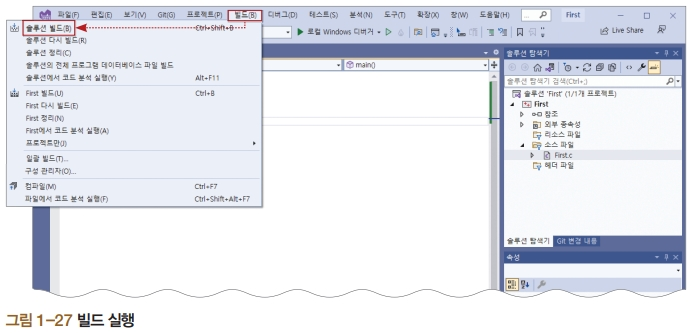 파일(F) 편집(E) 보기(V) Git(G) 프로젝트(P) 빌드(B) 디버그(D) 테스트(S) 분석(N) 도구(T) 확장(X) 창(W) 도움말(H) ... First
솔루션 빌드(B) Ctrl+Shift+B
로컬 Windows 디버거
Live Share
솔루션 다시 빌드(R)
솔루션 정리(C)
솔루션의 전체 프로그램 데이터베이스 파일 빌드
솔루션에서 코드 분석 실행(Y) Alt+F11
First 빌드(U) Ctrl+B
First 다시 빌드(E)
First 정리(N)
First에서 코드 분석 실행(A)
프로젝트만(J)
일괄 빌드(T)...
구성 관리자(O)...
컴파일(M) Ctrl+F7
파일에서 코드 분석 실행(F) Ctrl+Shift+Alt+F7
main()
솔루션 탐색기
솔루션 탐색기 검색(Ctrl+;)
솔루션 'First' (1/1개 프로젝트)
First
참조
외부 종속성
리소스 파일
소스 파일
First.c
헤더 파일
솔루션 탐색기 Git 변경 내용
속성
그림 1-27 빌드 실행